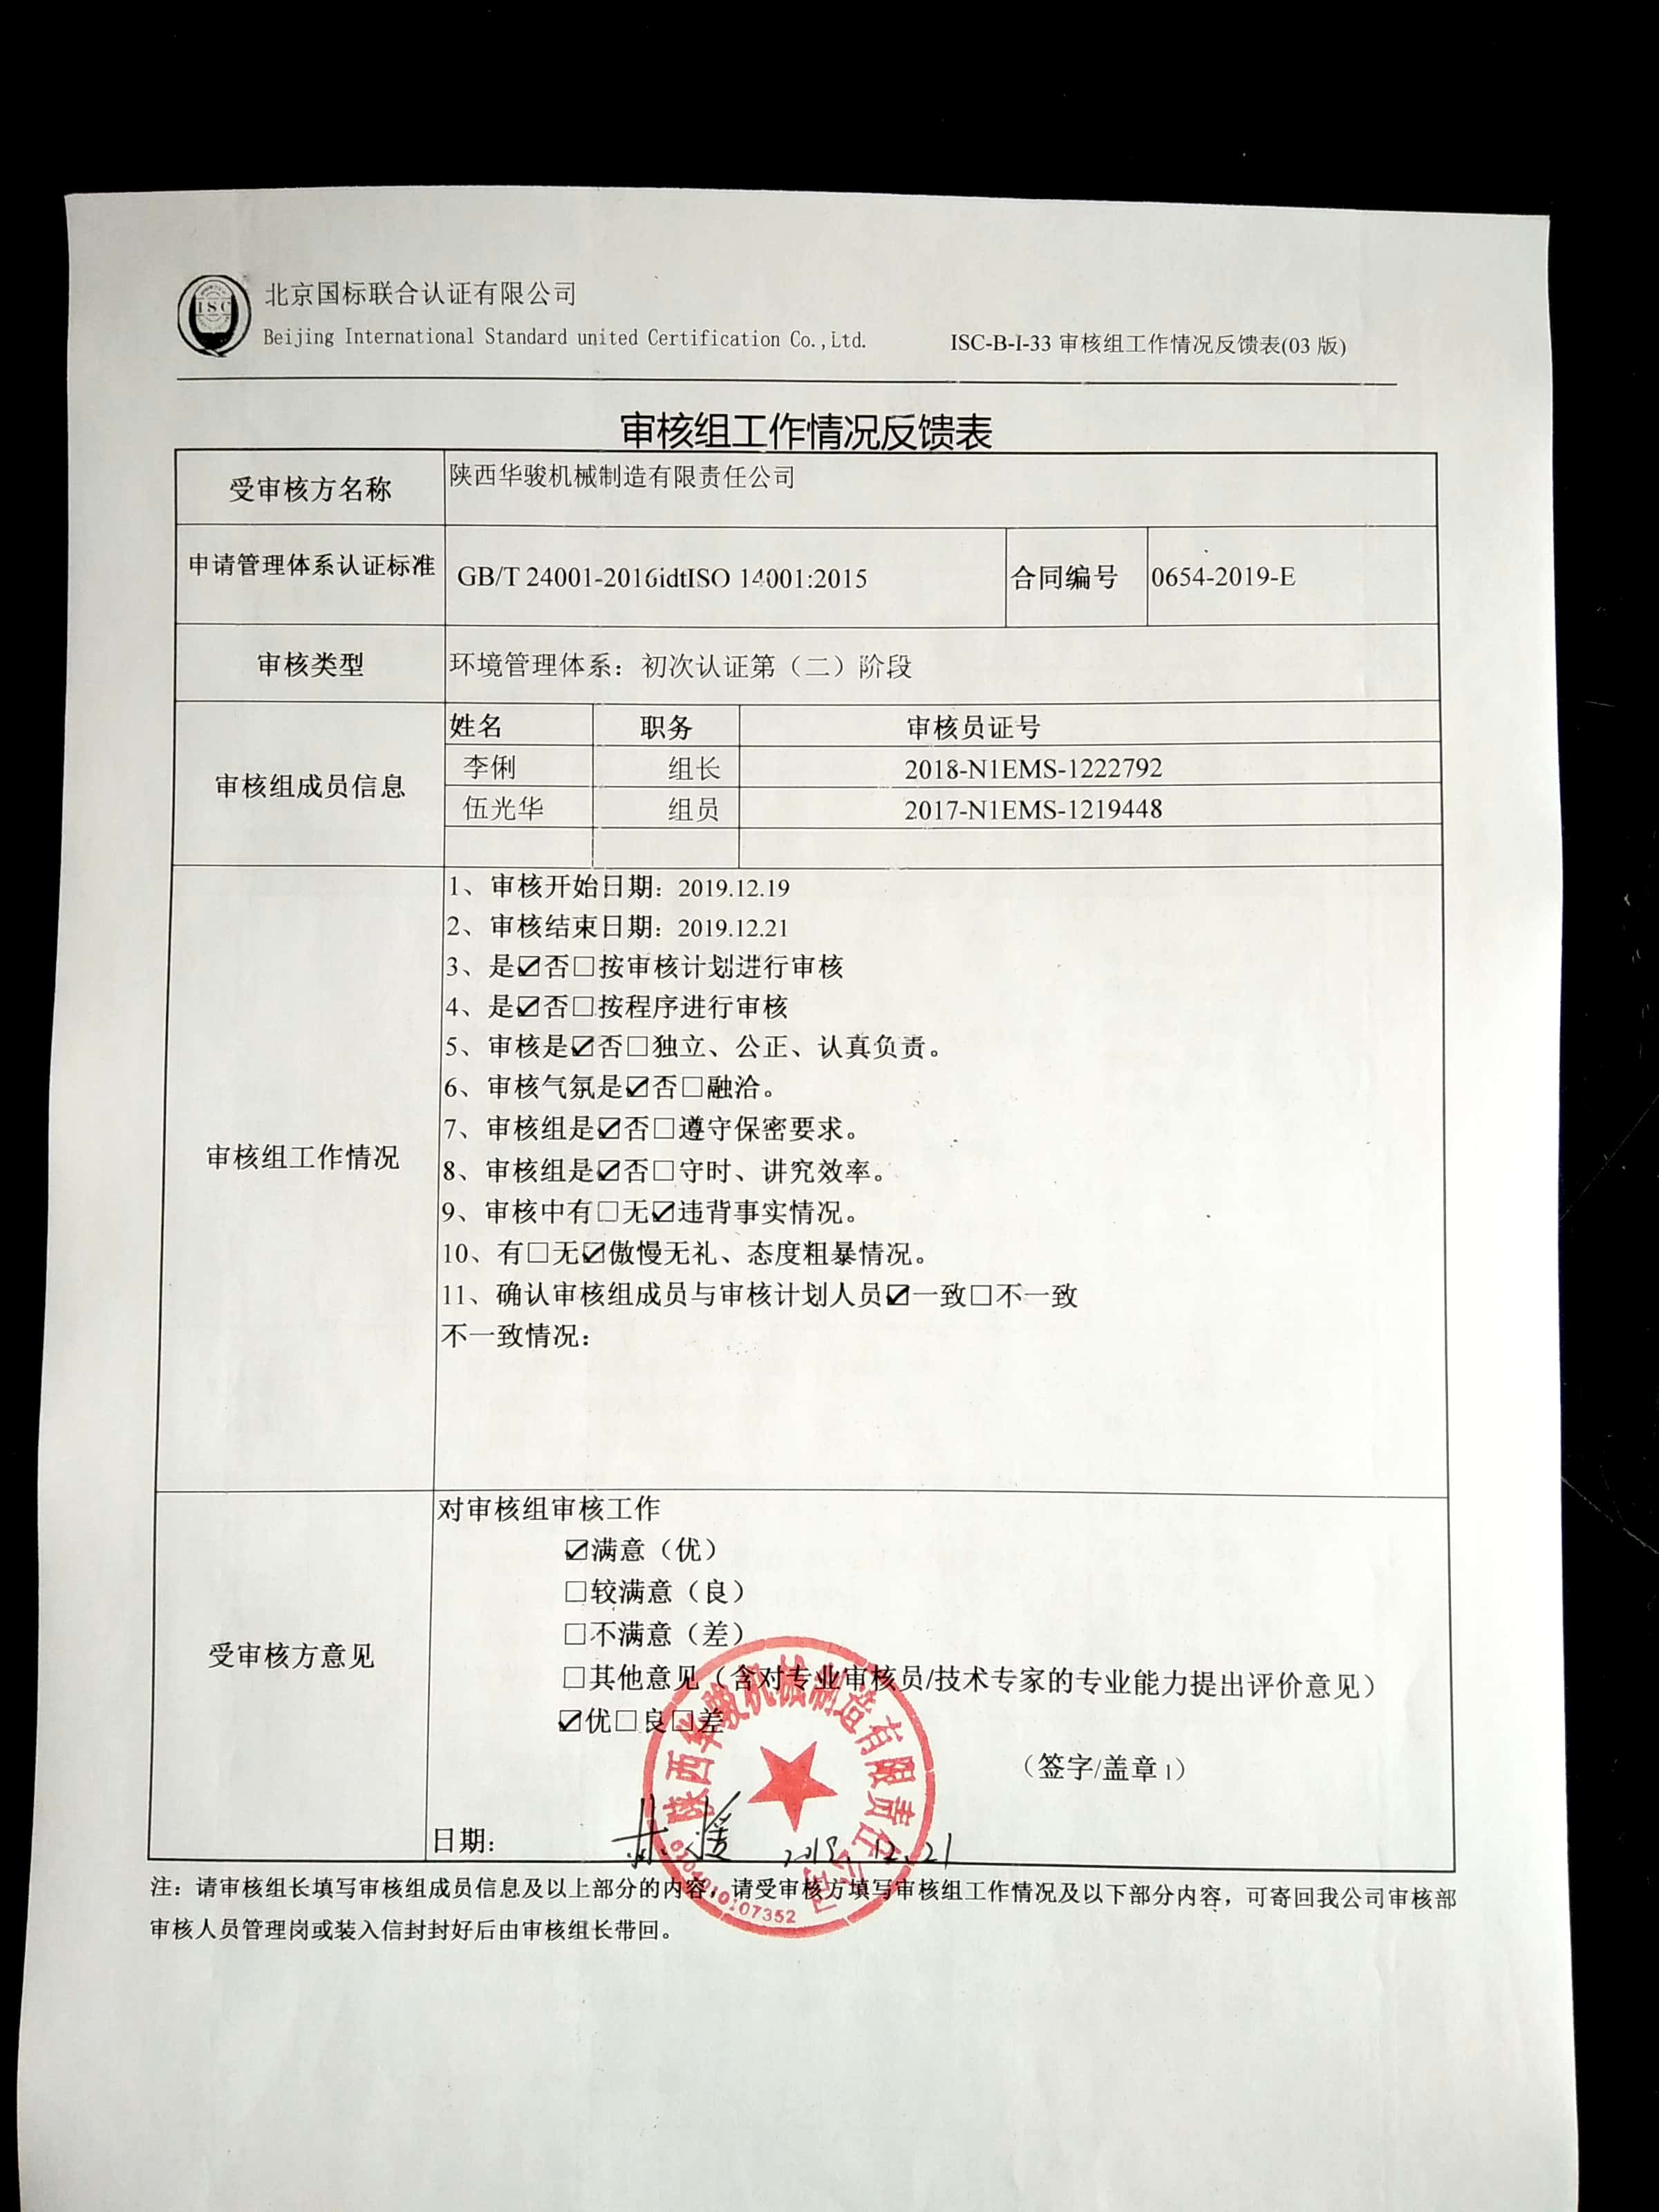 ISC
北京国标联合认证有限公司
Beijing International Standard united Certification Co.,Ltd.
ISC-B-I-33 审核组工作情况反馈表(03 版)
审核组工作情况反馈表
受审核方名称
陕西华骏机械制造有限责任公司
申请管理体系认证标准
GB/T 24001-2016idtISO 14001:2015
合同编号
0654-2019-E
审核类型
环境管理体系：初次认证第（二）阶段
审核组成员信息
姓名 职务 审核员证号
李俐 组长 2018-N1EMS-1222792
伍光华 组员 2017-N1EMS-1219448
审核组工作情况
1、审核开始日期：2019.12.19
2、审核结束日期：2019.12.21
3、是☑否□按审核计划进行审核
4、是☑否□按程序进行审核
5、审核是☑否□独立、公正、认真负责。
6、审核气氛是☑否□融洽。
7、审核组是☑否□遵守保密要求。
8、审核组是☑否□守时、讲究效率。
9、审核中有□无☑违背事实情况。
10、有□无☑傲慢无礼、态度粗暴情况。
11、确认审核组成员与审核计划人员☑一致□不一致
不一致情况：
受审核方意见
对审核组审核工作
☑满意（优）
□较满意（良）
□不满意（差）
□其他意见（含对专业审核员/技术专家的专业能力提出评价意见）
☑优□良□差
（签字/盖章1）
日期：
2019.12.21
陕西华骏机械制造有限责任公司
注：请审核组长填写审核组成员信息及以上部分的内容，请受审核方填写审核组工作情况及以下部分内容，可寄回我公司审核部
审核人员管理岗或装入信封封好后由审核组长带回。